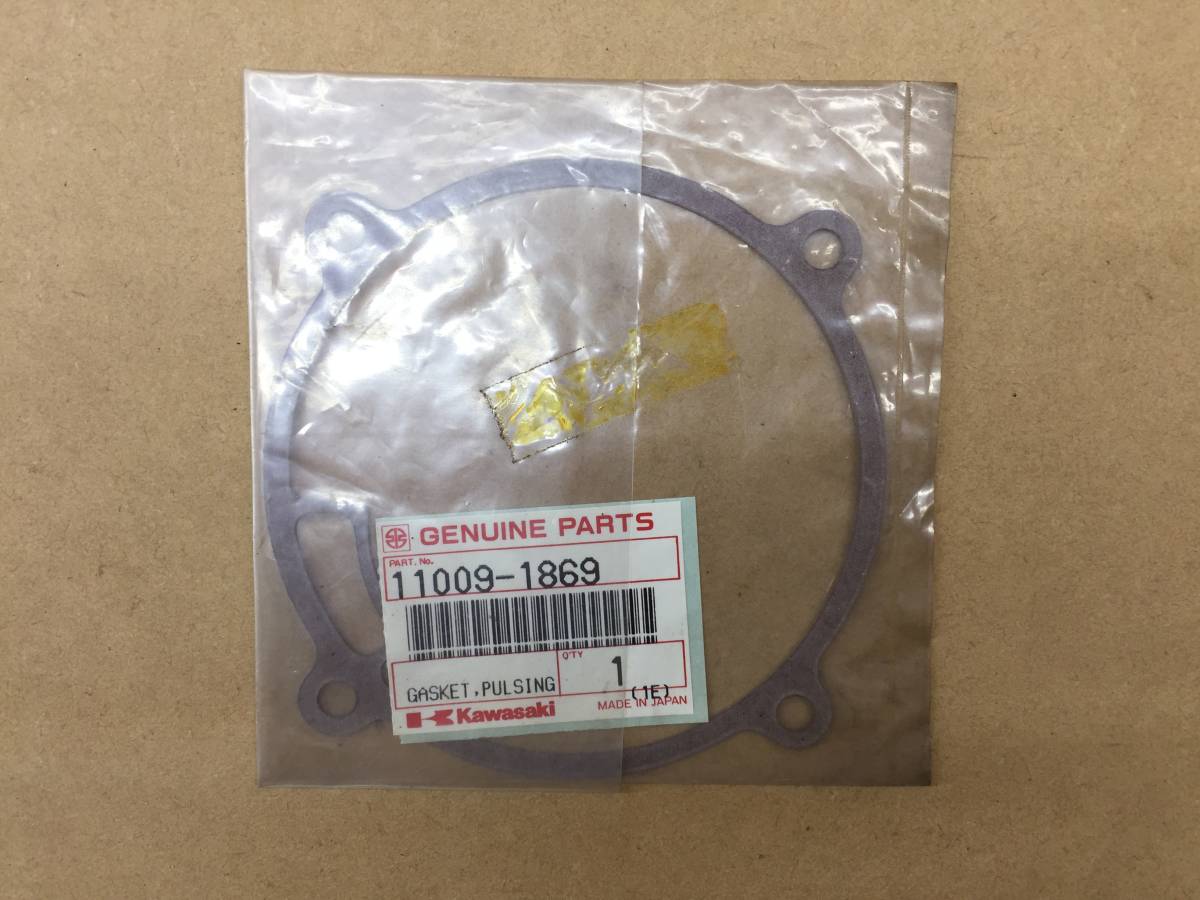 GENUINE PARTS
PART. No.
11009-1869
Q'TY
GASKET,PULSING
1
(1E)
Kawasaki
MADE IN JAPAN